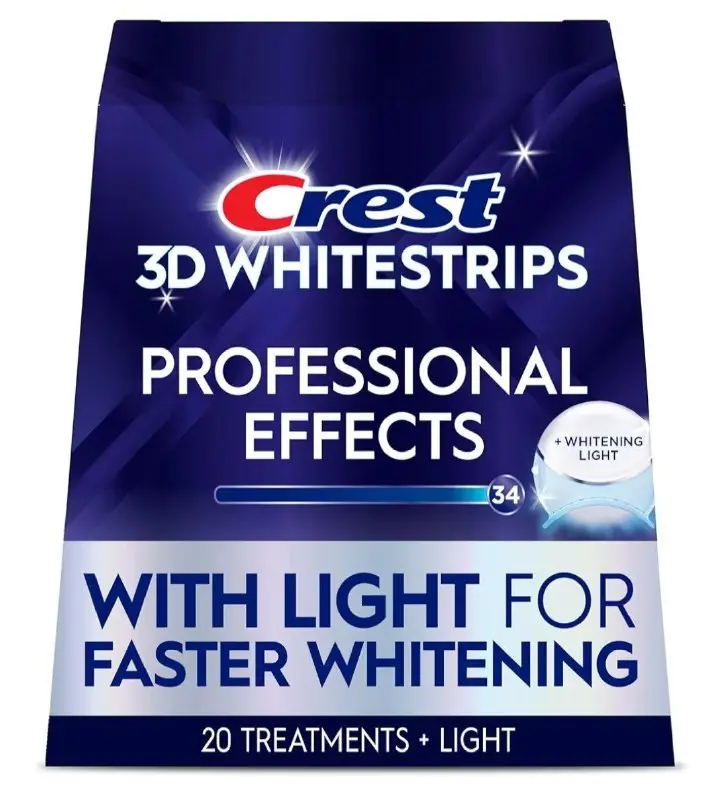 Crest
3D WHITESTRIPS
PROFESSIONAL
EFFECTS
34
+ WHITENING
LIGHT
WITH LIGHT FOR
FASTER WHITENING
20 TREATMENTS + LIGHT